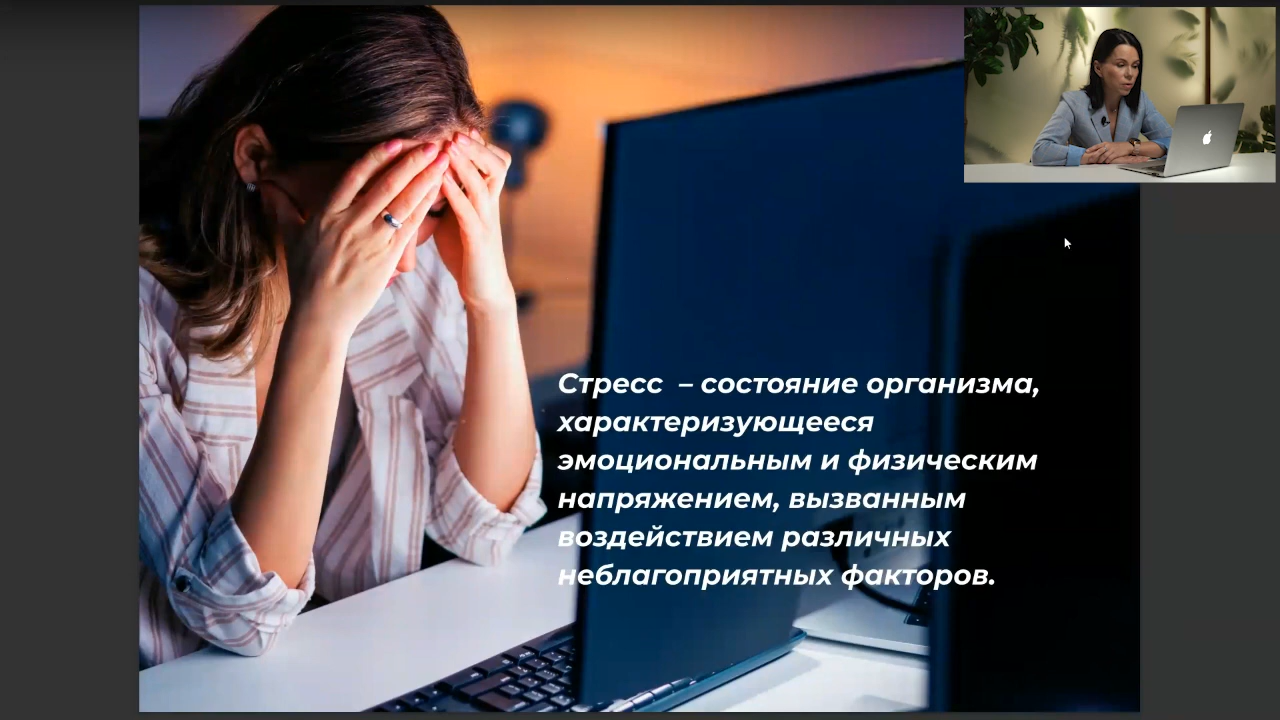 Стресс – состояние организма,
характеризующееся
эмоциональным и физическим
напряжением, вызванным
воздействием различных
неблагоприятных факторов.